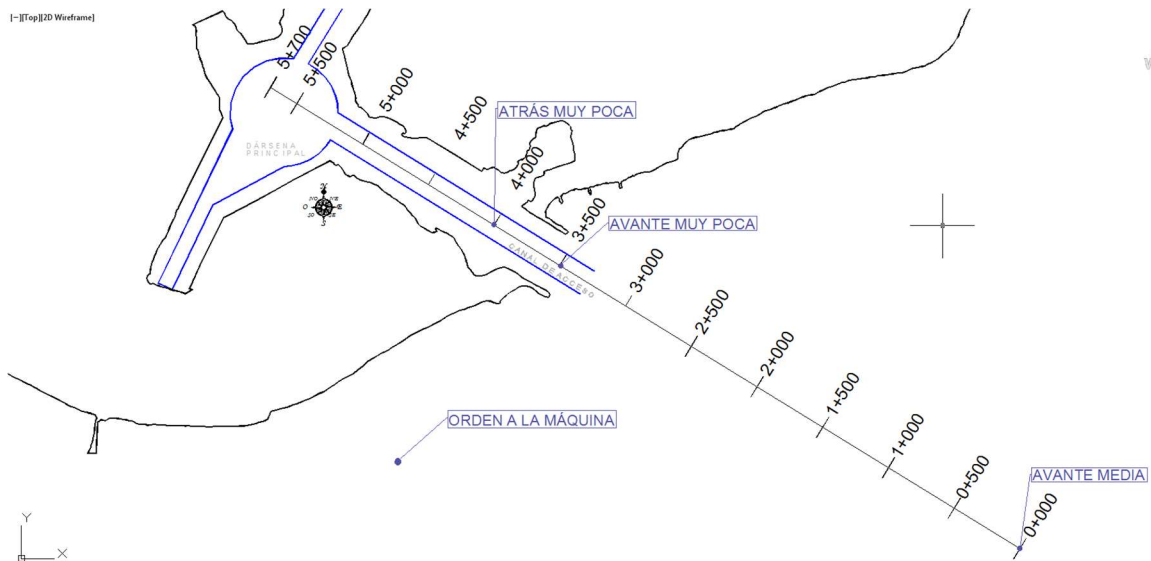 [−][Top][2D Wireframe]
5+700
5+500
5+000
4+500
4+000
3+500
3+000
2+500
2+000
1+500
1+000
0+500
0+000
ATRÁS MUY POCA
AVANTE MUY POCA
DÁRSENA
PRINCIPAL
CANAL DE ACCESO
O
E
S
ORDEN A LA MÁQUINA
AVANTE MEDIA
Y
X